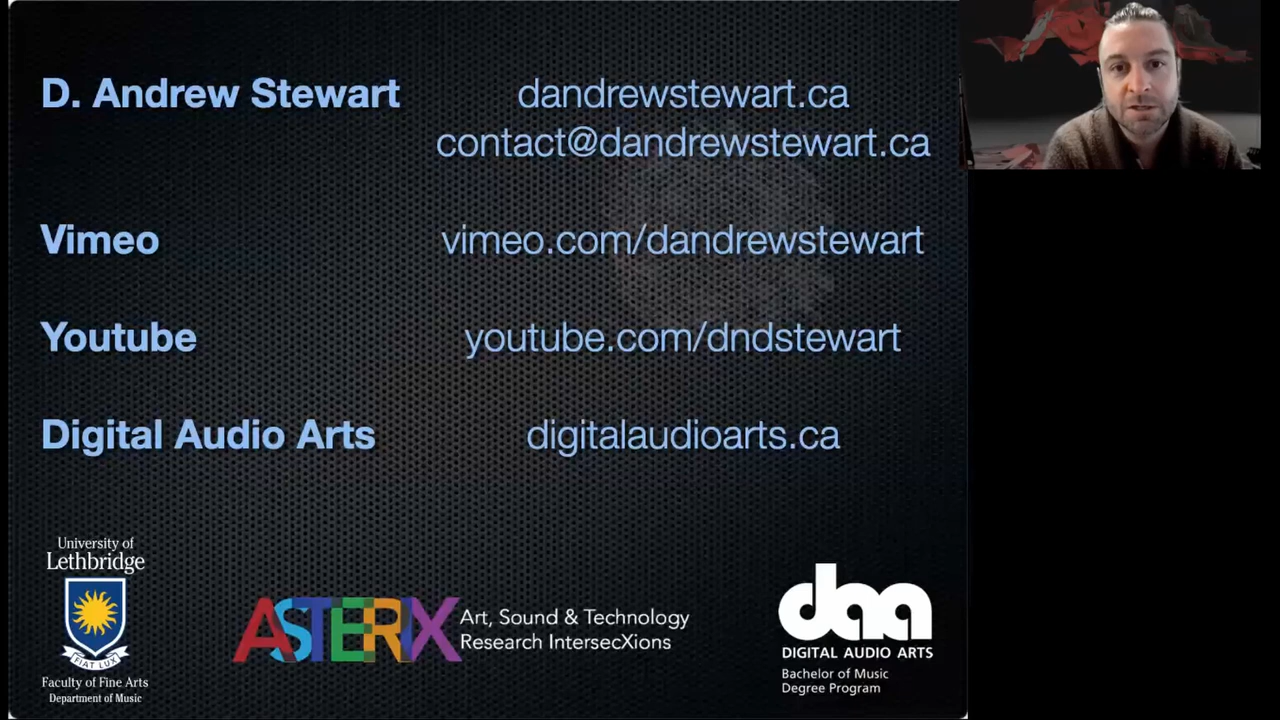 D. Andrew Stewart dandrewstewart.ca
contact@dandrewstewart.ca
Vimeo vimeo.com/dandrewstewart
Youtube youtube.com/dndstewart
Digital Audio Arts digitalaudioarts.ca
University of
Lethbridge
FIAT LUX
Faculty of Fine Arts
Department of Music
ASTERIX
Art, Sound & Technology
Research IntersecXions
daa
DIGITAL AUDIO ARTS
Bachelor of Music
Degree Program